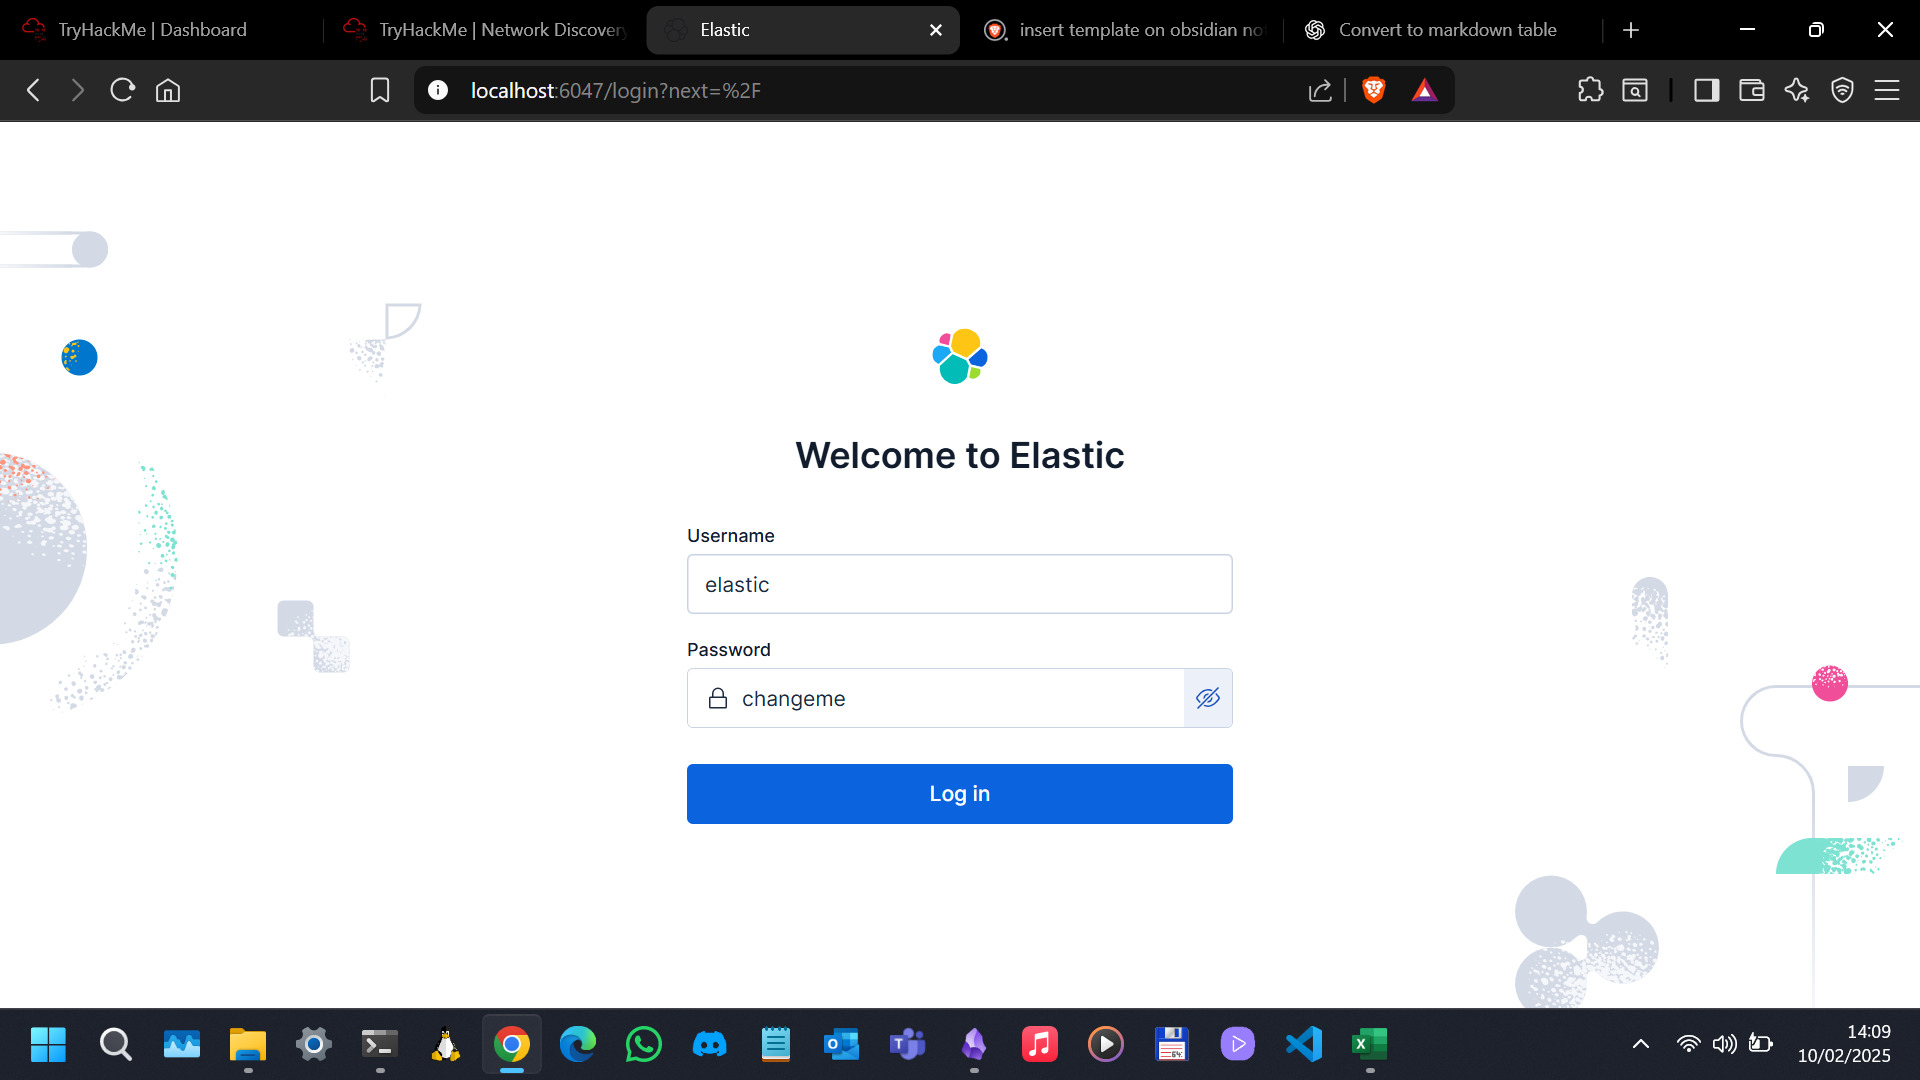 TryHackMe | Dashboard
TryHackMe | Network Discovery
Elastic
insert template on obsidian not
Convert to markdown table
localhost:6047/login?next=%2F
Welcome to Elastic
Username
elastic
Password
changeme
Log in
14:09
10/02/2025